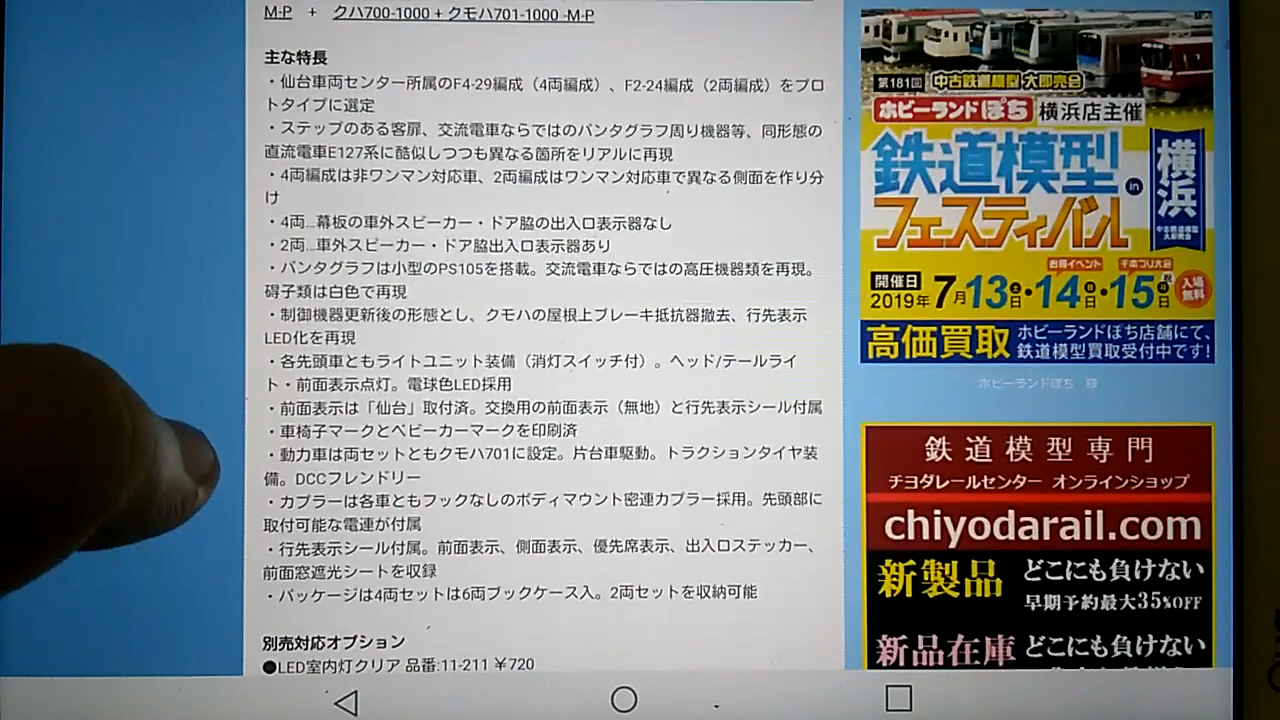 M-P + クハ700-1000 + クモハ701-1000 -M-P
主な特長
・仙台車両センター所属のF4-29編成（4両編成）、F2-24編成（2両編成）をプロ
トタイプに選定
・ステップのある客扉、交流電車ならではのパンタグラフ周り機器等、同形態の
直流電車E127系に酷似しつつも異なる箇所をリアルに再現
・4両編成は非ワンマン対応車、2両編成はワンマン対応車で異なる側面を作り分
け
・4両…幕板の車外スピーカー・ドア脇の出入口表示器なし
・2両…車外スピーカー・ドア脇出入口表示器あり
・パンタグラフは小型のPS105を搭載。交流電車ならではの高圧機器類を再現。
碍子類は白色で再現
・制御機器更新後の形態とし、クモハの屋根上ブレーキ抵抗器撤去、行先表示
LED化を再現
・各先頭車ともライトユニット装備（消灯スイッチ付）。ヘッド/テールライ
ト・前面表示点灯。電球色LED採用
・前面表示は「仙台」取付済。交換用の前面表示（無地）と行先表示シール付属
・車椅子マークとベビーカーマークを印刷済
・動力車は両セットともクモハ701に設定。片台車駆動。トラクションタイヤ装
備。DCCフレンドリー
・カプラーは各車ともフックなしのボディマウント密連カプラー採用。先頭部に
取付可能な電連が付属
・行先表示シール付属。前面表示、側面表示、優先席表示、出入口ステッカー、
前面窓遮光シートを収録
・パッケージは4両セットは6両ブックケース入。2両セットを収納可能
別売対応オプション
●LED室内灯クリア 品番:11-211 ¥720
第181回 中古鉄道模型 大即売会
ホビーランドぽち 横浜店主催
鉄道模型
in 横浜
フェスティバル
中古鉄道模型
大即売会
お得イベント 千本つり大会
開催日
2019年 7月13土日・14日日・15月祝日
入場
無料
高価買取 ホビーランドぽち店舗にて、
鉄道模型買取受付中です!
ホビーランドぽち 様
鉄道模型専門
チヨダレールセンター オンラインショップ
chiyodarail.com
新製品 どこにも負けない
早期予約最大35%OFF
新品在庫 どこにも負けない